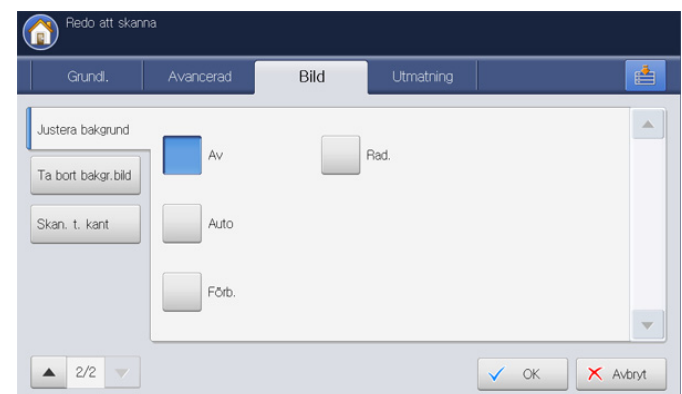 Redo att skanna
Grundl.
Avancerad
Bild
Utmatning
Justera bakgrund
Ta bort bakgr.bild
Skan. t. kant
Av
Rad.
Auto
Förb.
2/2
OK
Avbryt